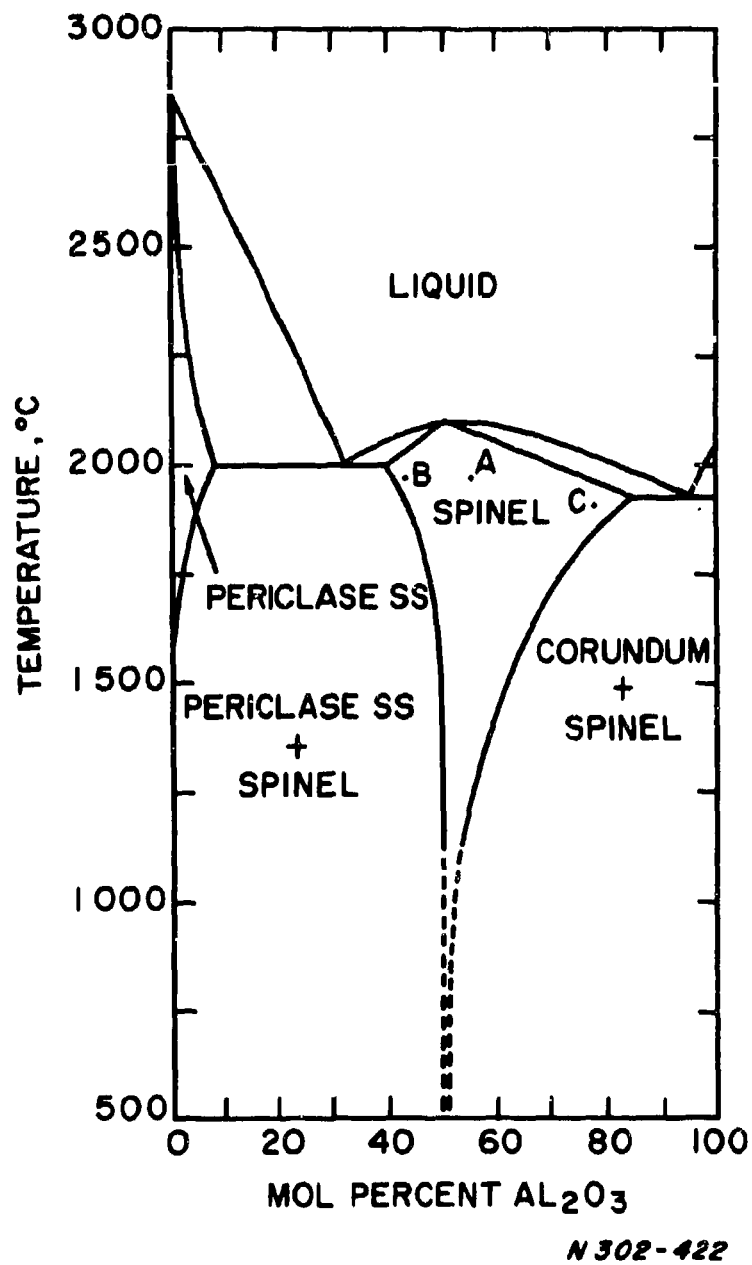 3000
2500
2000
1500
1000
500
TEMPERATURE, °C
LIQUID
.B
.A
C.
SPINEL
PERICLASE SS
CORUNDUM
+
SPINEL
PERICLASE SS
+
SPINEL
0 20 40 60 80 100
MOL PERCENT AL₂O₃
N 302-422